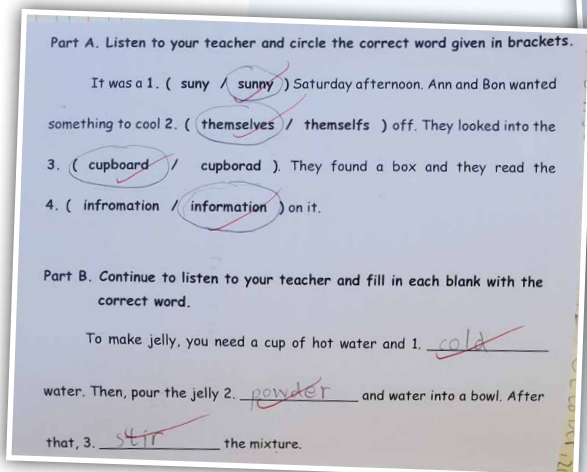 Part A. Listen to your teacher and circle the correct word given in brackets.
It was a 1. ( suny / sunny ) Saturday afternoon. Ann and Bon wanted
something to cool 2. ( themselves / themselfs ) off. They looked into the
3. ( cupboard / cupborad ). They found a box and they read the
4. ( infromation / information ) on it.
Part B. Continue to listen to your teacher and fill in each blank with the
correct word.
To make jelly, you need a cup of hot water and 1. cold
water. Then, pour the jelly 2. powder and water into a bowl. After
that, 3. stir the mixture.